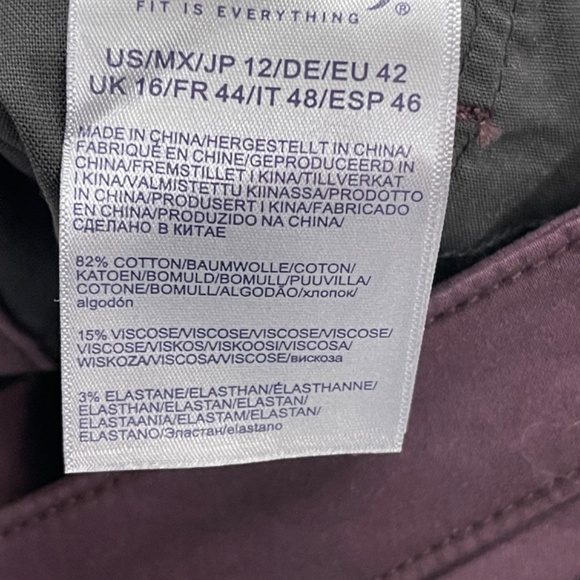 FIT IS EVERYTHING ®
US/MX/JP 12/DE/EU 42
UK 16/FR 44/IT 48/ESP 46
MADE IN CHINA/HERGESTELLT IN CHINA/
FABRIQUÉ EN CHINE/GEPRODUCEERD IN
CHINA/FREMSTILLET I KINA/TILLVERKAT
I KINA/VALMISTETTU KIINASSA/PRODOTTO
IN CHINA/PRODUSERT I KINA/FABRICADO
EN CHINA/PRODUZIDO NA CHINA/
СДЕЛАНО В КИТАЕ
82% COTTON/BAUMWOLLE/COTON/
KATOEN/BOMULD/BOMULL/PUUVILLA/
COTONE/BOMULL/ALGODÃO/хлопок/
algodón
15% VISCOSE/VISCOSE/VISCOSE/VISCOSE/
VISCOSE/VISKOS/VISKOOSI/VISCOSA/
WISKOZA/VISCOSA/VISCOSE/вискоза
3% ELASTANE/ELASTHAN/ÉLASTHANNE/
ELASTHAN/ELASTAN/ELASTAN/
ELASTAANIA/ELASTAM/ELASTAN/
ELASTANO/Эластан/elastano